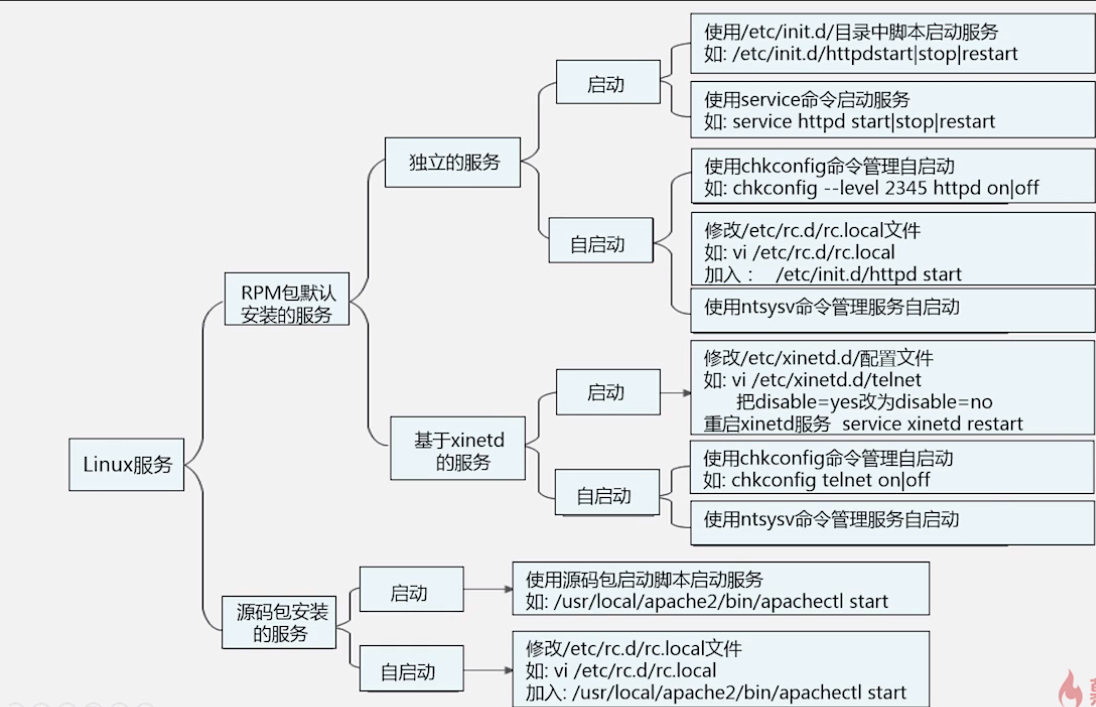 使用/etc/init.d/目录中脚本启动服务
如: /etc/init.d/httpdstart|stop|restart
启动
使用service命令启动服务
如: service httpd start|stop|restart
独立的服务
使用chkconfig命令管理自启动
如: chkconfig --level 2345 httpd on|off
自启动
修改/etc/rc.d/rc.local文件
如: vi /etc/rc.d/rc.local
加入： /etc/init.d/httpd start
使用ntsysv命令管理服务自启动
RPM包默认
安装的服务
修改/etc/xinetd.d/配置文件
如: vi /etc/xinetd.d/telnet
把disable=yes改为disable=no
重启xinetd服务 service xinetd restart
启动
基于xinetd
的服务
使用chkconfig命令管理自启动
如: chkconfig telnet on|off
自启动
使用ntsysv命令管理服务自启动
Linux服务
启动
使用源码包启动脚本启动服务
如: /usr/local/apache2/bin/apachectl start
源码包安装
的服务
自启动
修改/etc/rc.d/rc.local文件
如: vi /etc/rc.d/rc.local
加入: /usr/local/apache2/bin/apachectl start